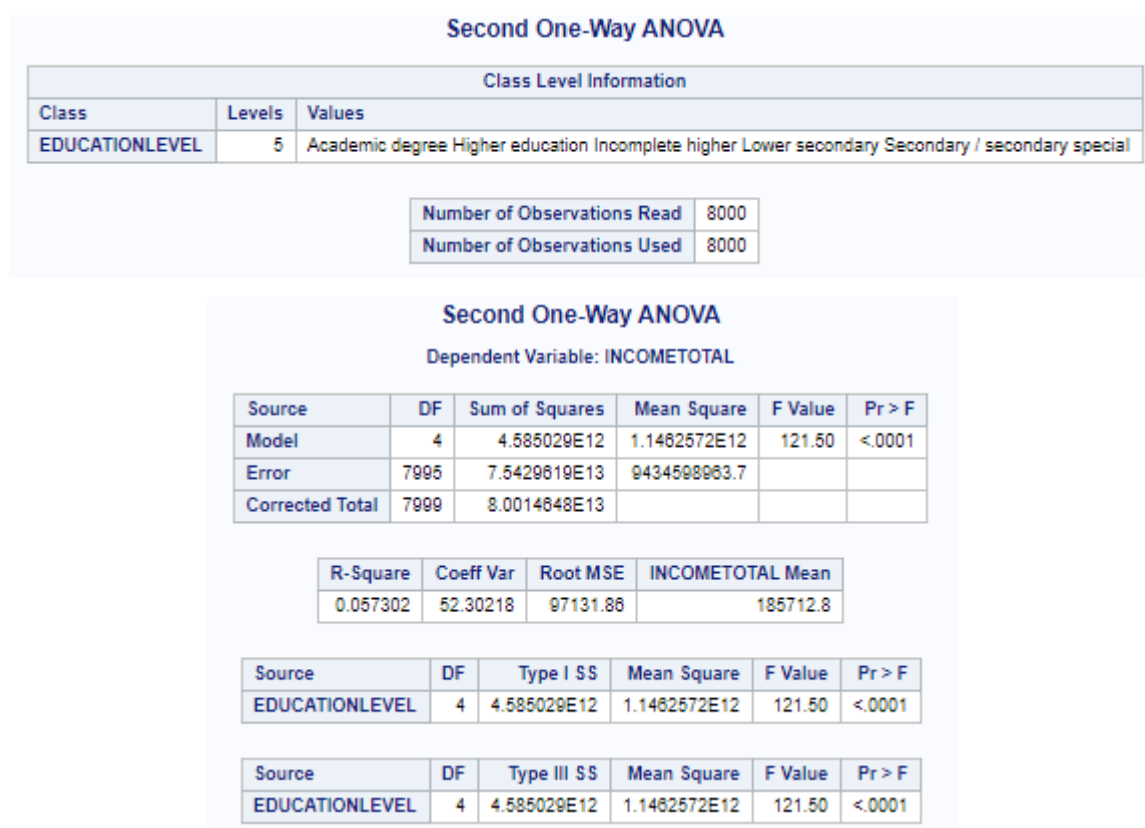 Second One-Way ANOVA
Class Level Information
Class Levels Values
EDUCATIONLEVEL 5 Academic degree Higher education Incomplete higher Lower secondary Secondary / secondary special
Number of Observations Read 8000
Number of Observations Used 8000
Second One-Way ANOVA
Dependent Variable: INCOMETOTAL
Source DF Sum of Squares Mean Square F Value Pr > F
Model 4 4.585029E12 1.1462572E12 121.50 <.0001
Error 7995 7.5429619E13 9434598963.7
Corrected Total 7999 8.0014648E13
R-Square Coeff Var Root MSE INCOMETOTAL Mean
0.057302 52.30218 97131.86 185712.8
Source DF Type I SS Mean Square F Value Pr > F
EDUCATIONLEVEL 4 4.585029E12 1.1462572E12 121.50 <.0001
Source DF Type III SS Mean Square F Value Pr > F
EDUCATIONLEVEL 4 4.585029E12 1.1462572E12 121.50 <.0001